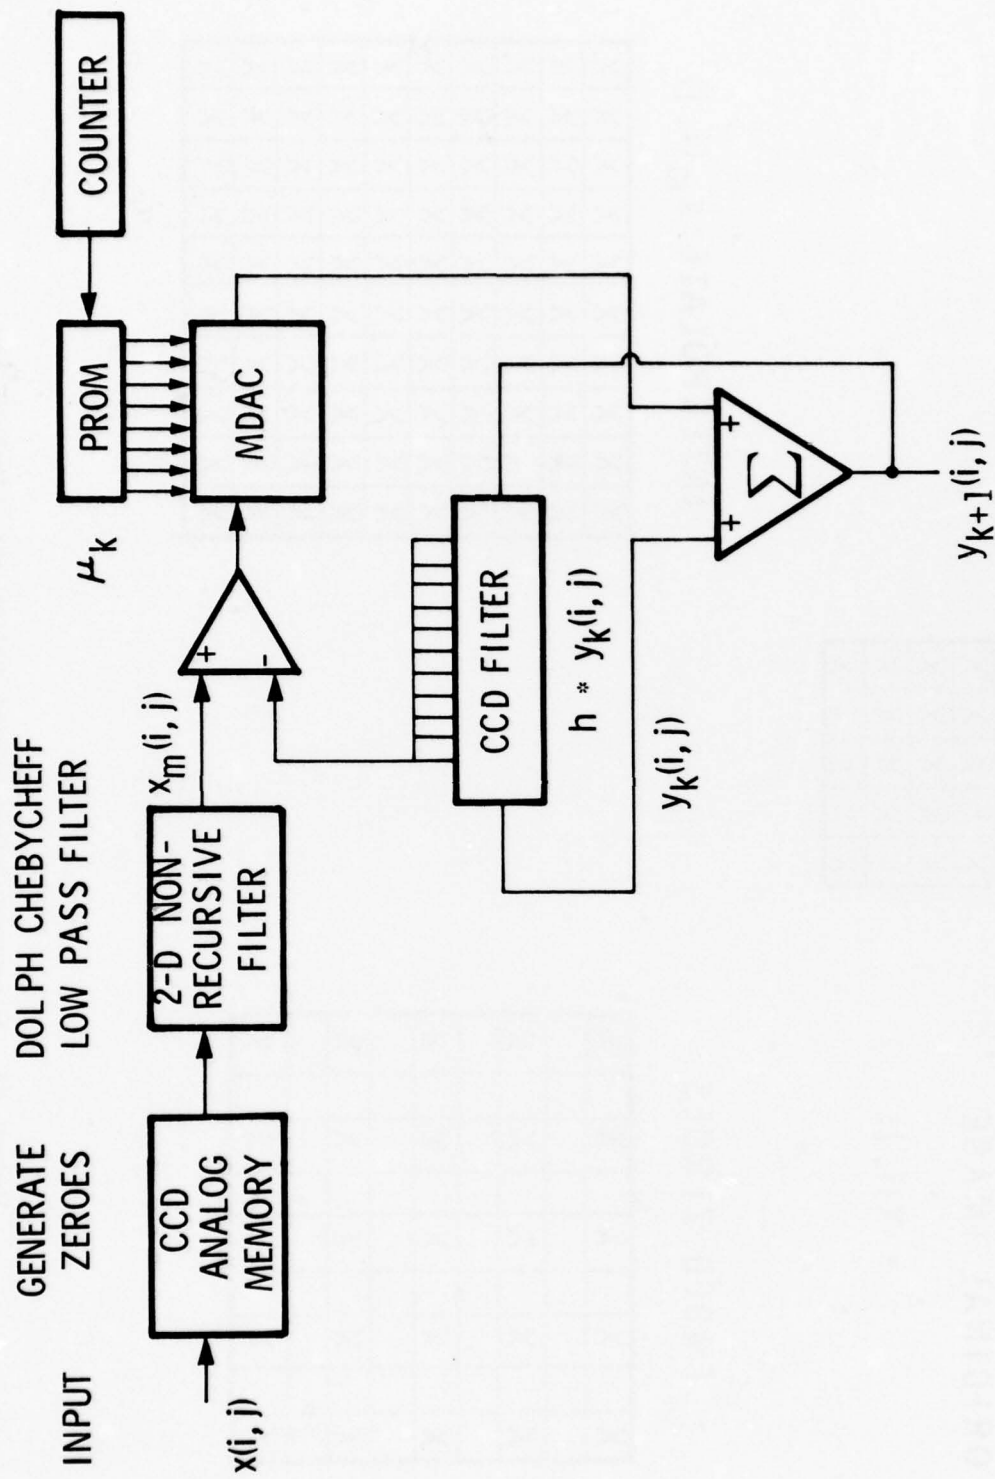 INPUT
GENERATE
ZEROES
DOLPH CHEBYCHEFF
LOW PASS FILTER
x(i, j)
CCD
ANALOG
MEMORY
2-D NON-
RECURSIVE
FILTER
x_m(i, j)
+
-
μ_k
PROM
COUNTER
MDAC
CCD FILTER
h * y_k(i, j)
y_k(i, j)
+
+
Σ
y_{k+1}(i, j)